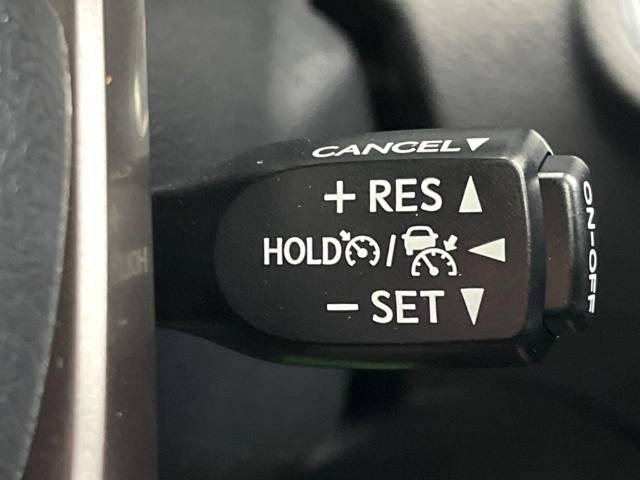 CANCEL▼
+ RES ▲
HOLD / ◀
− SET ▼
ON-OFF